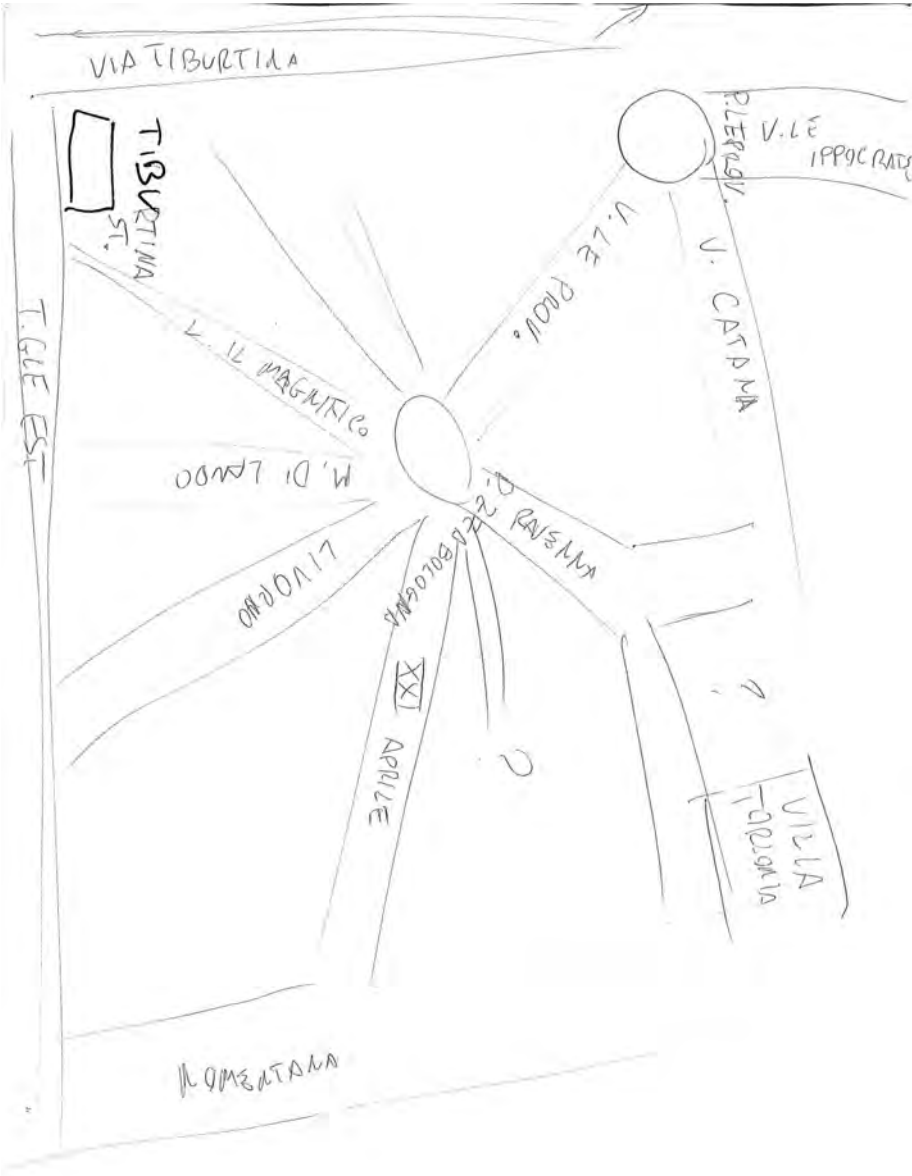 VIA TIBURTINA
TIBURTINA
ST.
P.LE PROV.
V.LE
IPPOCRATE
V.LE PROV.
V. CATANIA
T.GLE EST
L. IL MAGNIFICO
M. DI LANDO
LIVORNO
P.ZZA BOLOGNA
D. RAVENNA
XXI APRILE
?
?
VILLA
TORLONIA
NOMENTANA